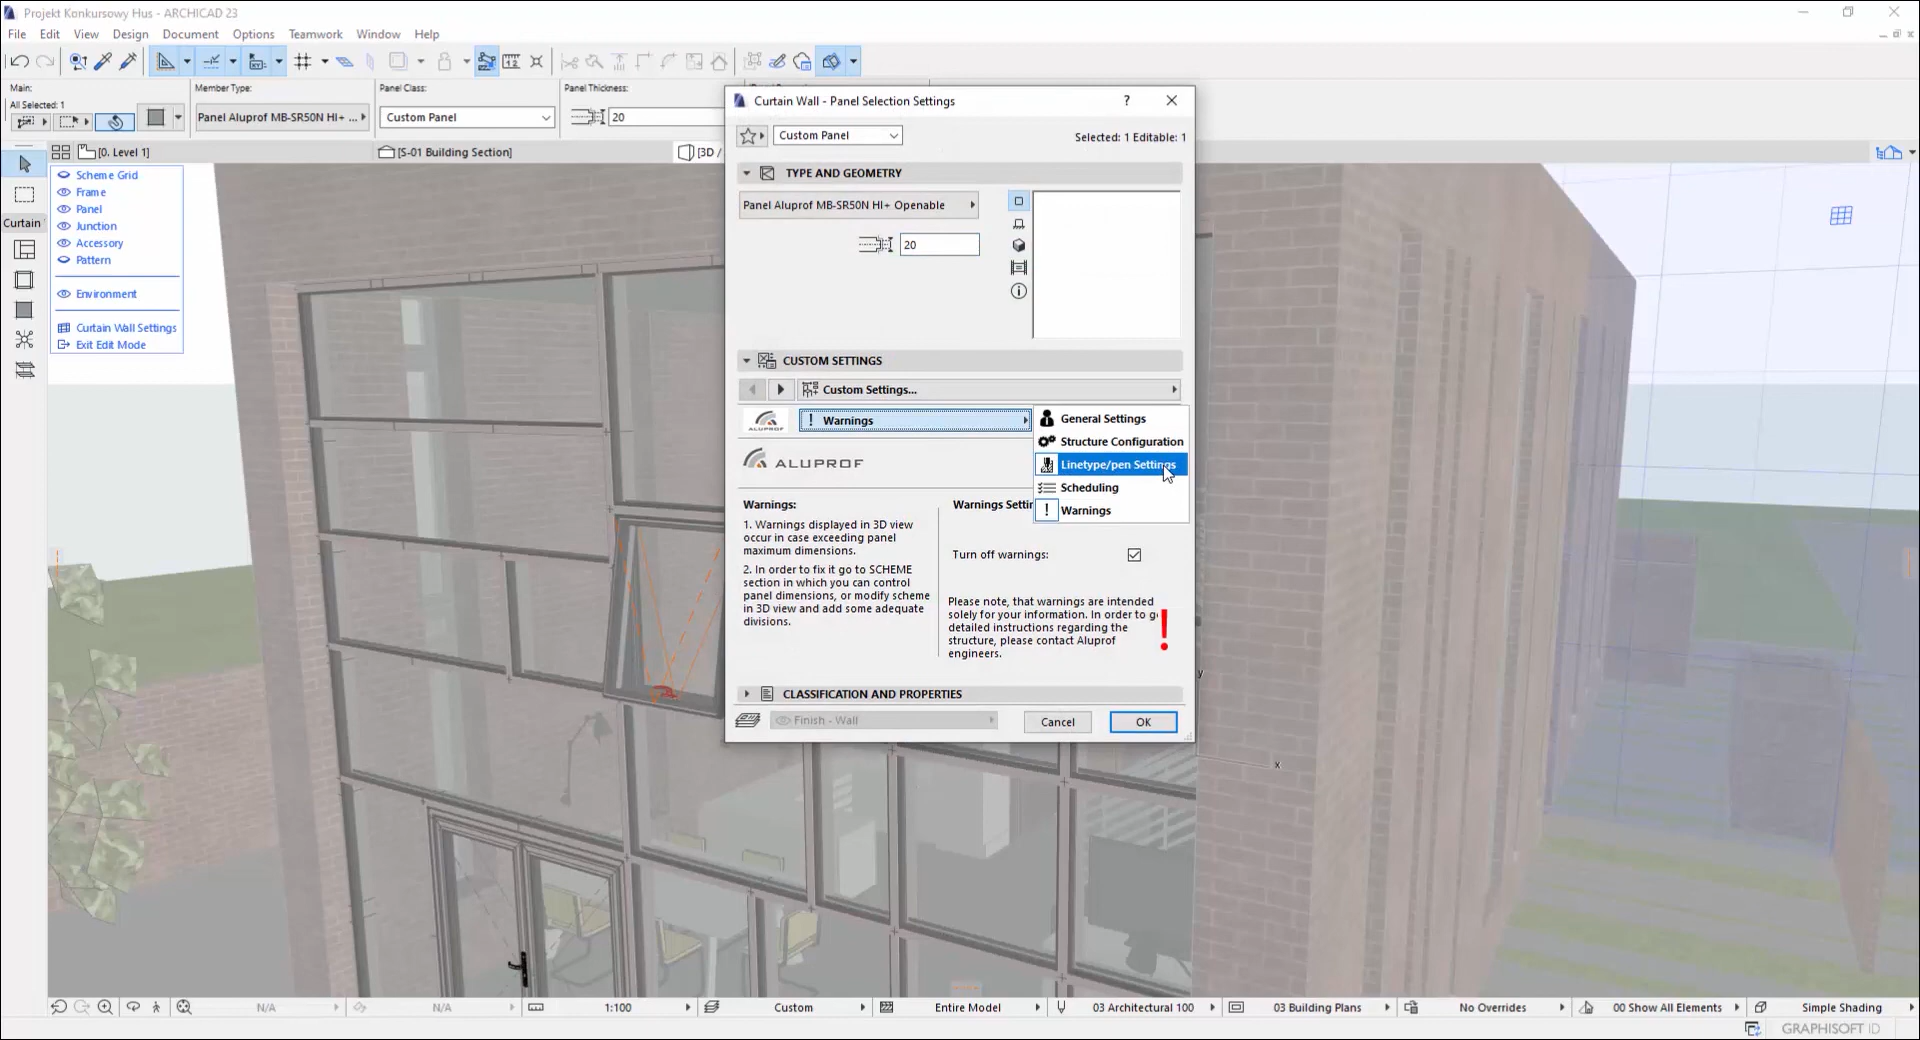 Projekt Konkursowy Hus - ARCHICAD 23
File Edit View Design Document Options Teamwork Window Help
Main:
All Selected: 1
Member Type:
Panel Aluprof MB-SR50N HI+ ...
Panel Class:
Custom Panel
Panel Thickness:
20
[0. Level 1]
[S-01 Building Section]
[3D /
Curtain
Scheme Grid
Frame
Panel
Junction
Accessory
Pattern
Environment
Curtain Wall Settings
Exit Edit Mode
Curtain Wall - Panel Selection Settings
?
Custom Panel
Selected: 1 Editable: 1
TYPE AND GEOMETRY
Panel Aluprof MB-SR50N HI+ Openable
20
CUSTOM SETTINGS
Custom Settings...
ALUPROF
! Warnings
General Settings
Structure Configuration
Linetype/pen Settings
Scheduling
! Warnings
ALUPROF
Warnings:
1. Warnings displayed in 3D view
occur in case exceeding panel
maximum dimensions.
2. In order to fix it go to SCHEME
section in which you can control
panel dimensions, or modify scheme
in 3D view and add some adequate
divisions.
Warnings Settin
Turn off warnings:
Please note, that warnings are intended
solely for your information. In order to g
detailed instructions regarding the
structure, please contact Aluprof
engineers.
!
CLASSIFICATION AND PROPERTIES
Finish - Wall
Cancel
OK
y
x
N/A
N/A
1:100
Custom
Entire Model
03 Architectural 100
03 Building Plans
No Overrides
00 Show All Elements
Simple Shading
GRAPHISOFT ID